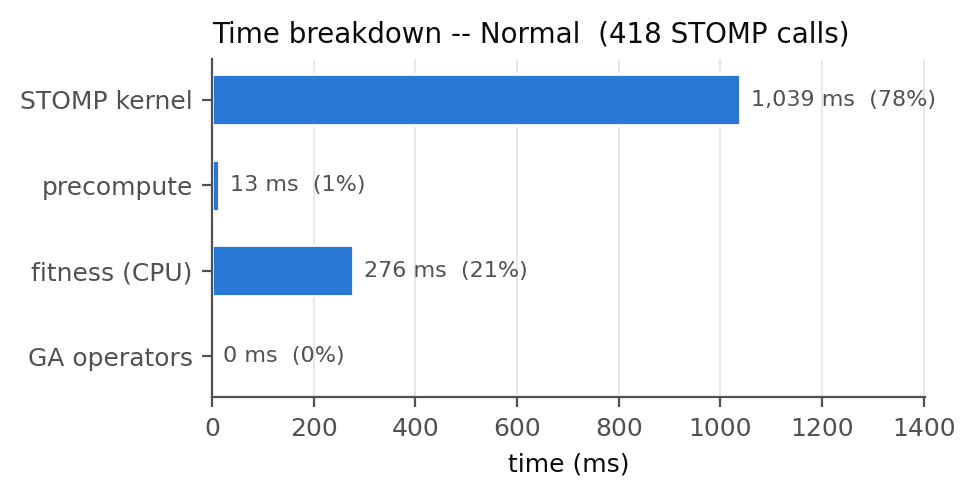 Time breakdown -- Normal  (418 STOMP calls)
STOMP kernel
1,039 ms  (78%)
precompute
13 ms  (1%)
fitness (CPU)
276 ms  (21%)
GA operators
0 ms  (0%)
0 200 400 600 800 1000 1200 1400
time (ms)